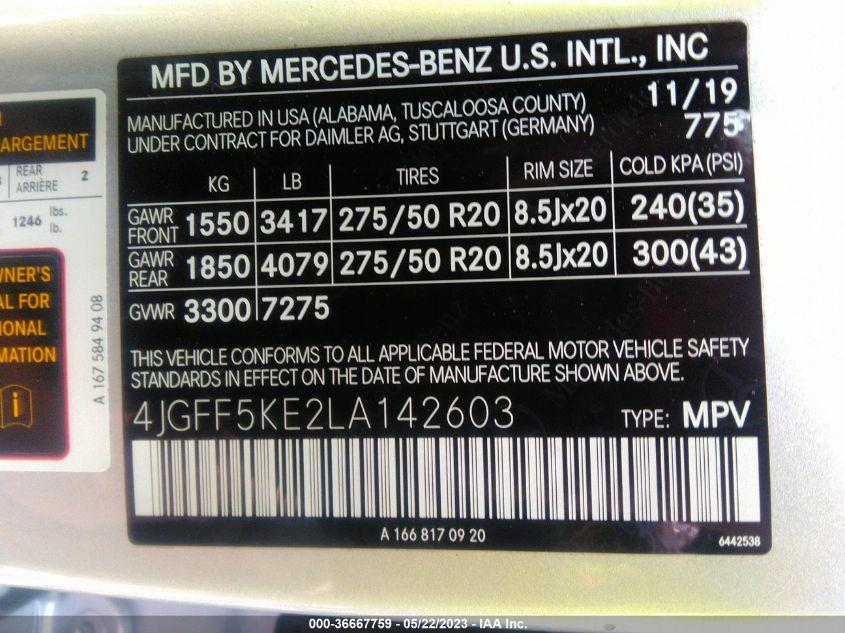 ARGEMENT
REAR
ARRIÈRE 2
1246 lbs.
lb.
WNER'S
AL FOR
IONAL
RMATION
i
A 167 584 94 08
MFD BY MERCEDES-BENZ U.S. INTL., INC
MANUFACTURED IN USA (ALABAMA, TUSCALOOSA COUNTY) 11/19
UNDER CONTRACT FOR DAIMLER AG, STUTTGART (GERMANY) 775
KG LB TIRES RIM SIZE COLD KPA (PSI)
GAWR FRONT 1550 3417 275/50 R20 8.5Jx20 240(35)
GAWR REAR 1850 4079 275/50 R20 8.5Jx20 300(43)
GVWR 3300 7275
THIS VEHICLE CONFORMS TO ALL APPLICABLE FEDERAL MOTOR VEHICLE SAFETY
STANDARDS IN EFFECT ON THE DATE OF MANUFACTURE SHOWN ABOVE.
4JGFF5KE2LA142603 TYPE: MPV
A 166 817 09 20
6442538
000-36667759 - 05/22/2023 - IAA Inc.